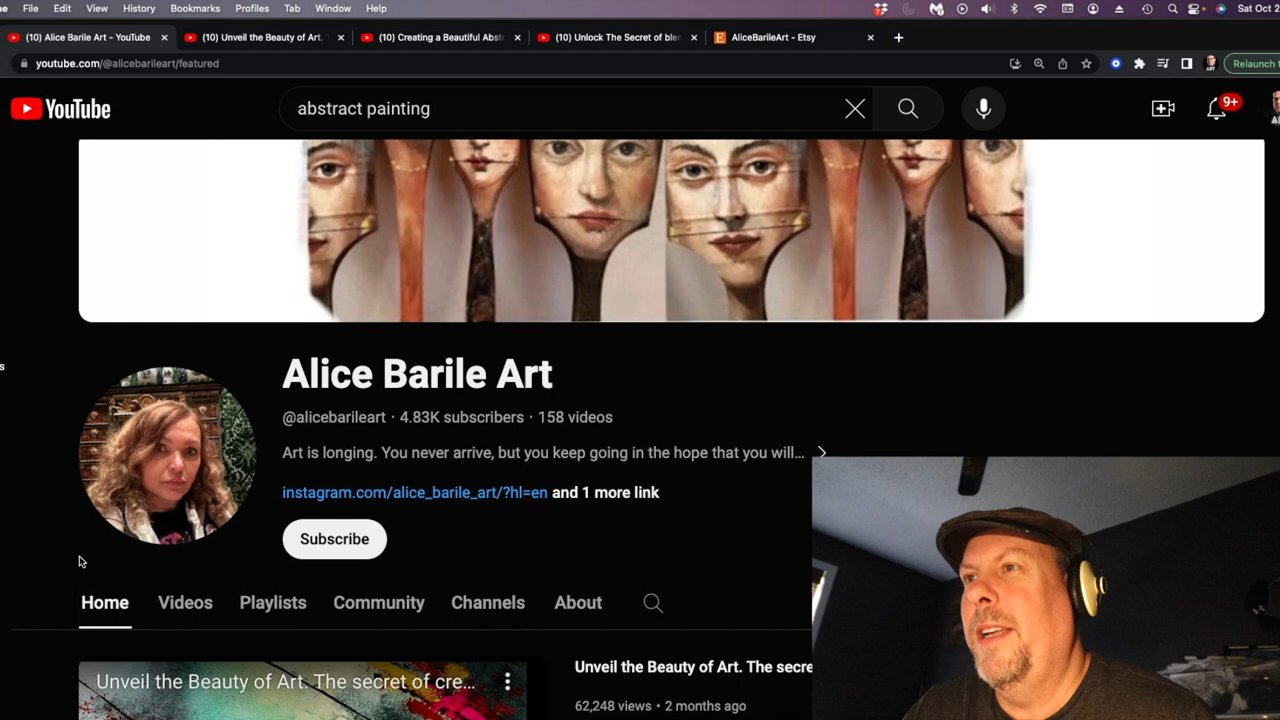 File Edit View History Bookmarks Profiles Tab Window Help
Sat Oct 2
(10) Alice Barile Art - YouTube
(10) Unveil the Beauty of Art.
(10) Creating a Beautiful Abst
(10) Unlock The Secret of ble
AliceBarileArt - Etsy
youtube.com/@alicebarileart/featured
Relaunch t
YouTube
abstract painting
9+
Alice Barile Art
@alicebarileart · 4.83K subscribers · 158 videos
Art is longing. You never arrive, but you keep going in the hope that you will...
instagram.com/alice_barile_art/?hl=en and 1 more link
Subscribe
Home Videos Playlists Community Channels About
Unveil the Beauty of Art. The secret of cre...
Unveil the Beauty of Art. The secre
62,248 views • 2 months ago